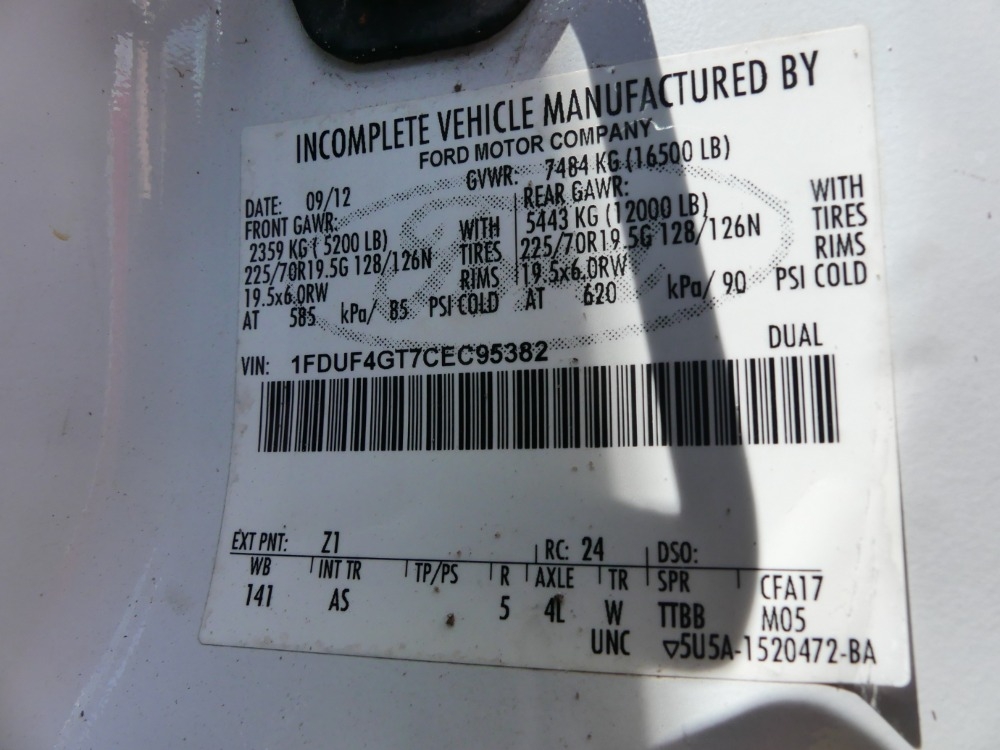 INCOMPLETE VEHICLE MANUFACTURED BY
FORD MOTOR COMPANY
DATE: 09/12 GVWR: 7484 KG (16500 LB)
FRONT GAWR: REAR GAWR:
2359 KG ( 5200 LB) WITH 5443 KG (12000 LB) WITH
225/70R19.5G 128/126N TIRES 225/70R19.5G 128/126N TIRES
19.5x6.0RW RIMS 19.5x6.0RW RIMS
AT 585 kPa/ 85 PSI COLD AT 620 kPa/ 90 PSI COLD
VIN: 1FDUF4GT7CEC95382 DUAL
EXT PNT: Z1 RC: 24 DSO:
WB INT TR TP/PS R AXLE TR SPR CFA17
141 AS 5 4L W TTBB M05
UNC ▽5U5A-1520472-BA